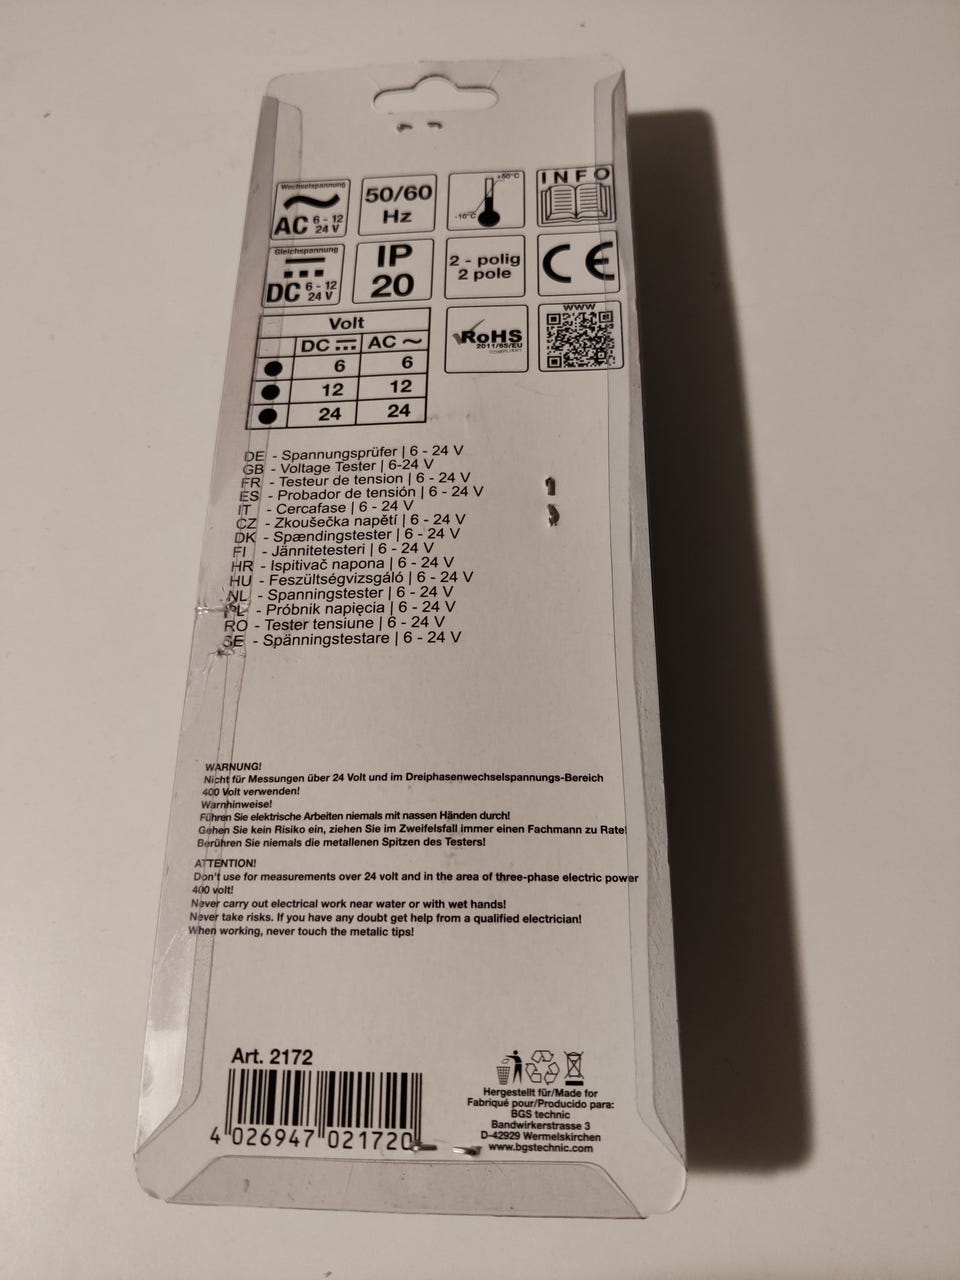 Wechselspannung
AC 6 - 12
24 V
50/60
Hz
+50°C
-10°C
INFO
Gleichspannung
DC 6 - 12
24 V
IP
20
2 - polig
2 pole
CE
Volt
DC AC ~
6 6
12 12
24 24
RoHS
2011/65/EU
COMPLIANT
WWW
DE - Spannungsprüfer | 6 - 24 V
GB - Voltage Tester | 6-24 V
FR - Testeur de tension | 6 - 24 V
ES - Probador de tensión | 6 - 24 V
IT - Cercafase | 6 - 24 V
CZ - Zkoušečka napětí | 6 - 24 V
DK - Spændingstester | 6 - 24 V
FI - Jännitetesteri | 6 - 24 V
HR - Ispitivač napona | 6 - 24 V
HU - Feszültségvizsgáló | 6 - 24 V
NL - Spanningstester | 6 - 24 V
PL - Próbnik napięcia | 6 - 24 V
RO - Tester tensiune | 6 - 24 V
SE - Spänningstestare | 6 - 24 V
WARNUNG!
Nicht für Messungen über 24 Volt und im Dreiphasenwechselspannungs-Bereich
400 Volt verwenden!
Warnhinweise!
Führen Sie elektrische Arbeiten niemals mit nassen Händen durch!
Gehen Sie kein Risiko ein, ziehen Sie im Zweifelsfall immer einen Fachmann zu Rate!
Berühren Sie niemals die metallenen Spitzen des Testers!
ATTENTION!
Don't use for measurements over 24 volt and in the area of three-phase electric power
400 volt!
Never carry out electrical work near water or with wet hands!
Never take risks. If you have any doubt get help from a qualified electrician!
When working, never touch the metalic tips!
Art. 2172
4 026947 021720
Hergestellt für/Made for
Fabriqué pour/Producido para:
BGS technic
Bandwirkerstrasse 3
D-42929 Wermelskirchen
www.bgstechnic.com